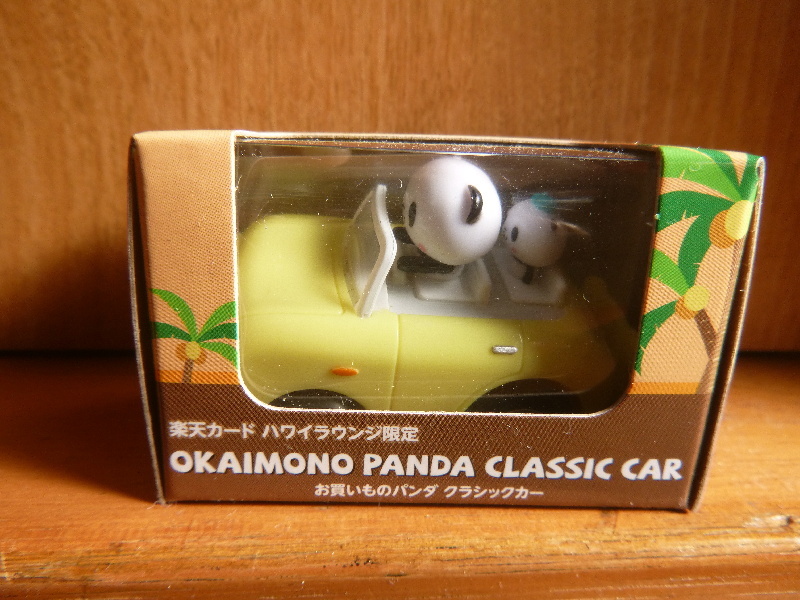 楽天カード ハワイラウンジ限定
OKAIMONO PANDA CLASSIC CAR
お買いものパンダ クラシックカー